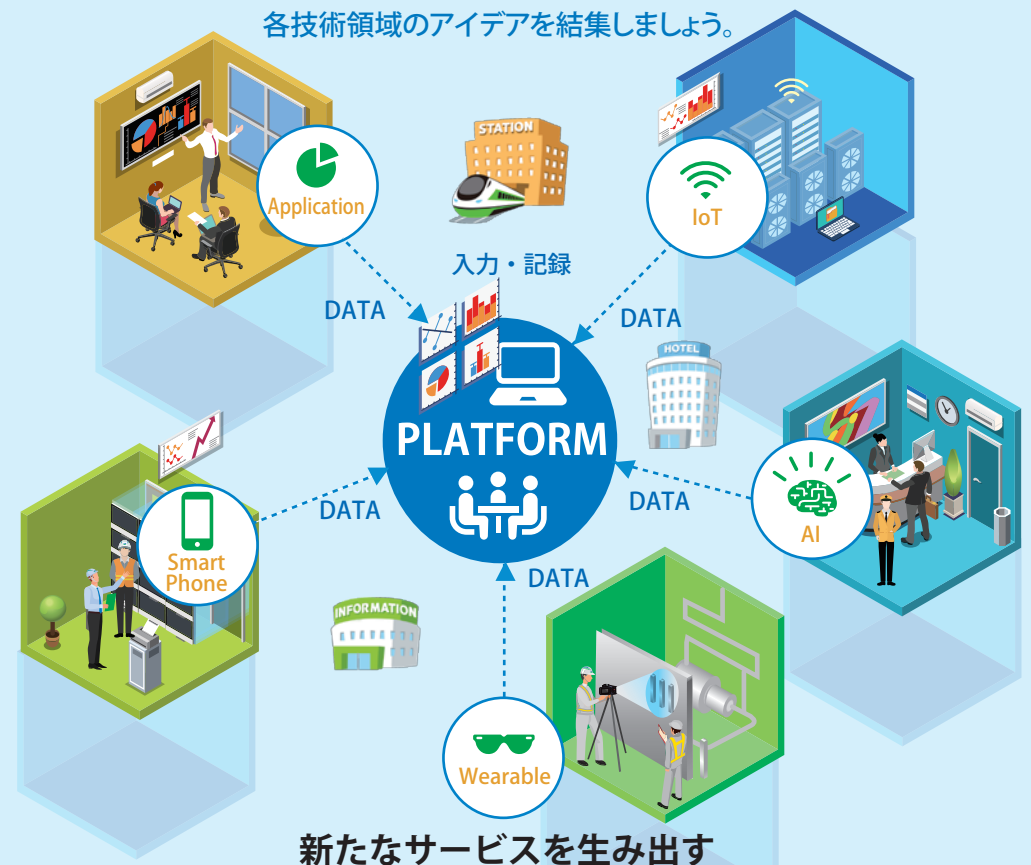 各技術領域のアイデアを結集しましょう。
STATION
Application
IoT
入力・記録
DATA
DATA
HOTEL
PLATFORM
DATA
DATA
AI
Smart
Phone
DATA
INFORMATION
Wearable
新たなサービスを生み出す